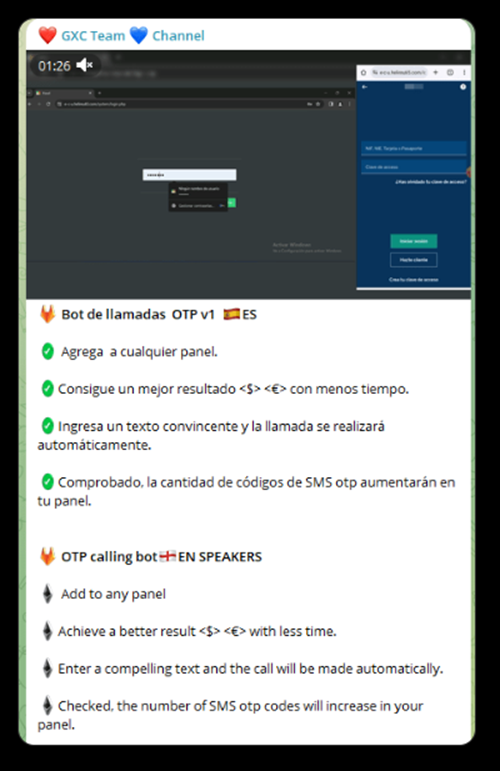 GXC Team Channel
01:26
NIF, NIE, Tarjeta o Pasaporte
Clave de acceso
¿Has olvidado tu clave de acceso?
Iniciar sesión
Hazte cliente
Crea tu clave de acceso
Activar Windows
Bot de llamadas OTP v1 ES
Agrega a cualquier panel.
Consigue un mejor resultado <$> <€> con menos tiempo.
Ingresa un texto convincente y la llamada se realizará
automáticamente.
Comprobado, la cantidad de códigos de SMS otp aumentarán en
tu panel.
OTP calling bot EN SPEAKERS
Add to any panel
Achieve a better result <$> <€> with less time.
Enter a compelling text and the call will be made automatically.
Checked, the number of SMS otp codes will increase in your
panel.